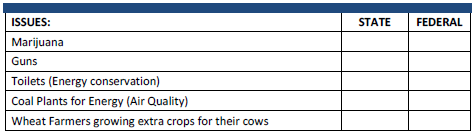 ISSUES: STATE FEDERAL
Marijuana
Guns
Toilets (Energy conservation)
Coal Plants for Energy (Air Quality)
Wheat Farmers growing extra crops for their cows